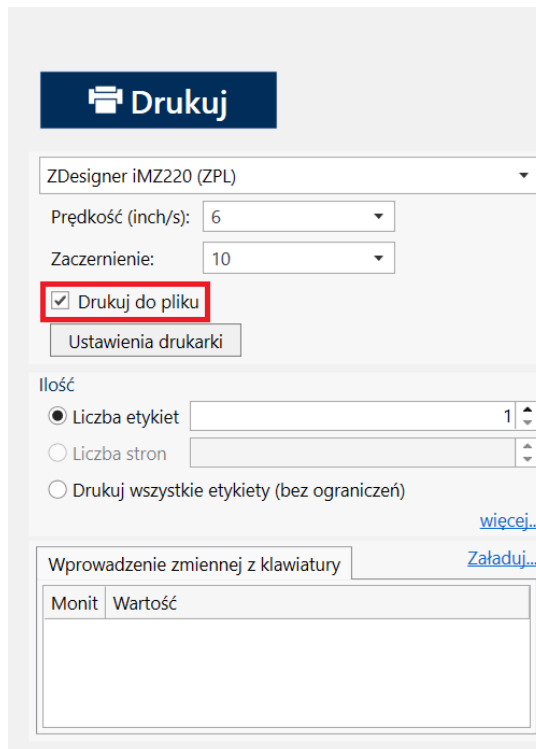 Drukuj
ZDesigner iMZ220 (ZPL)
Prędkość (inch/s): 6
Zaczernienie: 10
Drukuj do pliku
Ustawienia drukarki
Ilość
Liczba etykiet 1
Liczba stron
Drukuj wszystkie etykiety (bez ograniczeń)
więcej..
Wprowadzenie zmiennej z klawiatury Załaduj...
Monit Wartość